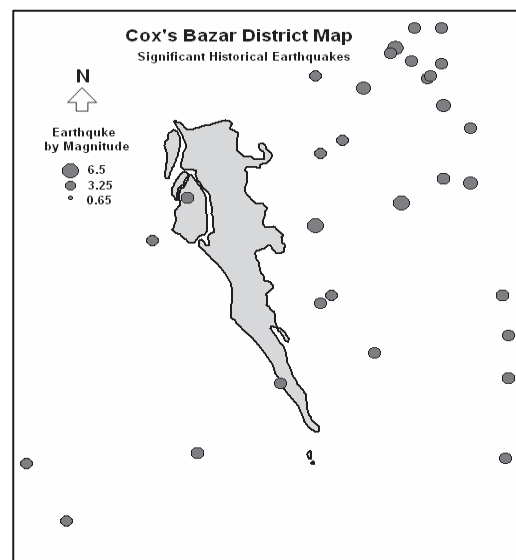 Cox's Bazar District Map
Significant Historical Earthquakes
N
Earthquke
by Magnitude
6.5
3.25
0.65